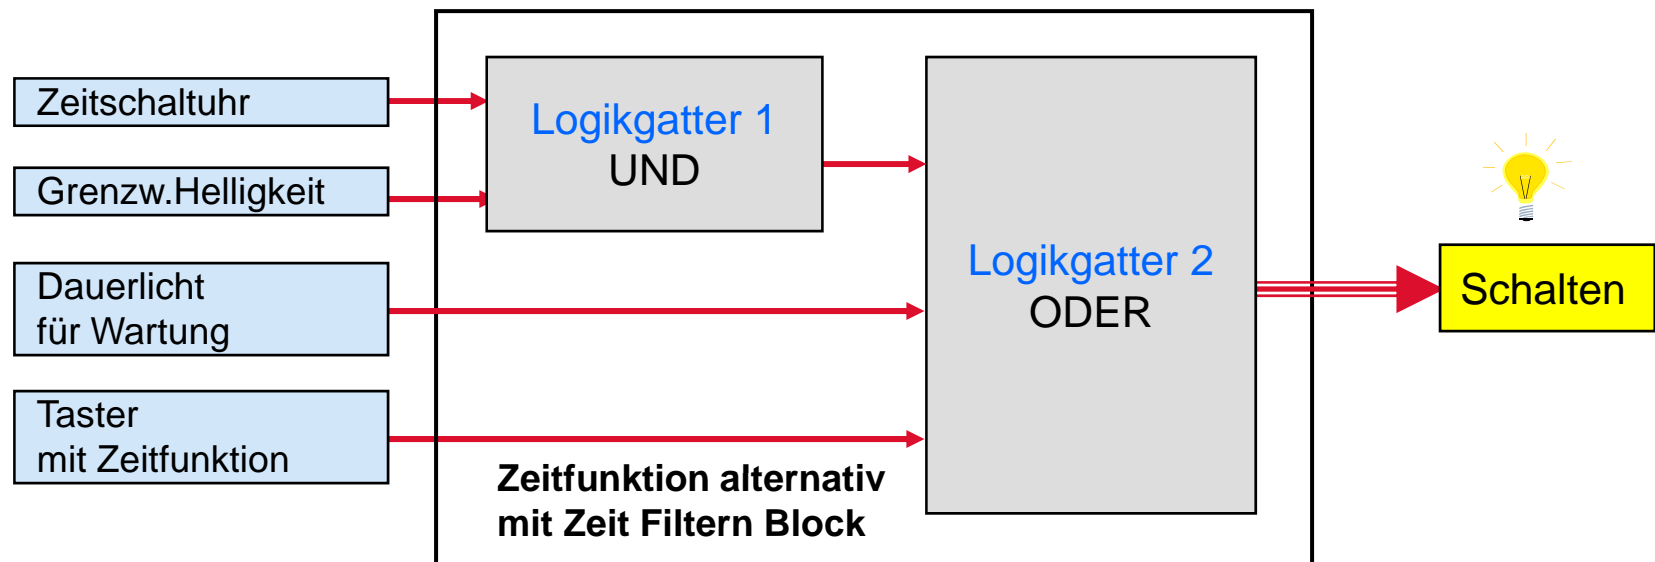 Zeitschaltuhr
Grenzw.Helligkeit
Dauerlicht
für Wartung
Taster
mit Zeitfunktion
Logikgatter 1
UND
Zeitfunktion alternativ
mit Zeit Filtern Block
Logikgatter 2
ODER
Schalten